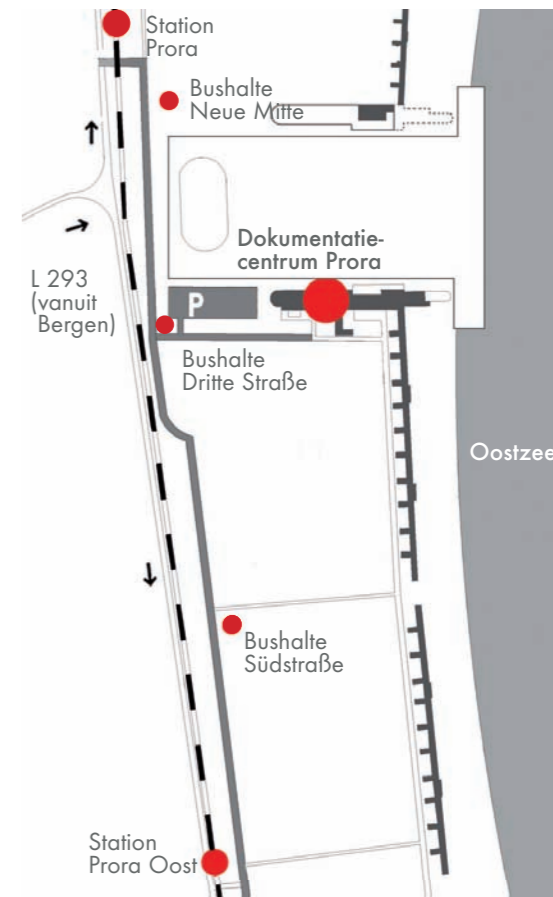 Station
Prora
Bushalte
Neue Mitte
Dokumentatie-
centrum Prora
L 293
(vanuit
Bergen)
P
Bushalte
Dritte Straße
Oostzee
Bushalte
Südstraße
Station
Prora Oost